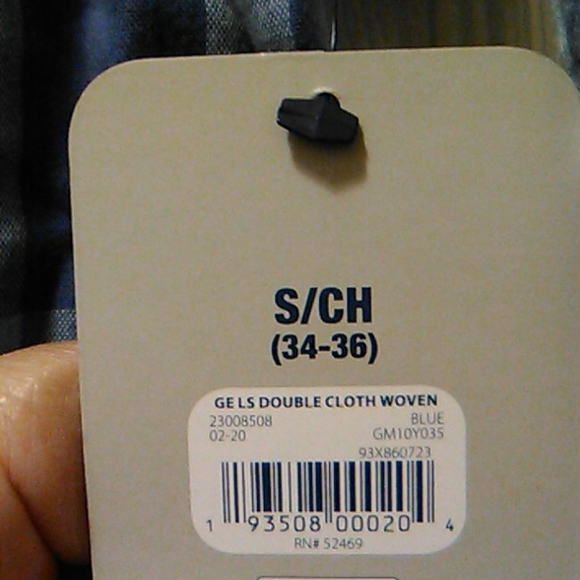 S/CH
(34-36)
GE LS DOUBLE CLOTH WOVEN
23008508 BLUE
02-20 GM10Y035
93X860723
1 93508 00020 4
RN# 52469